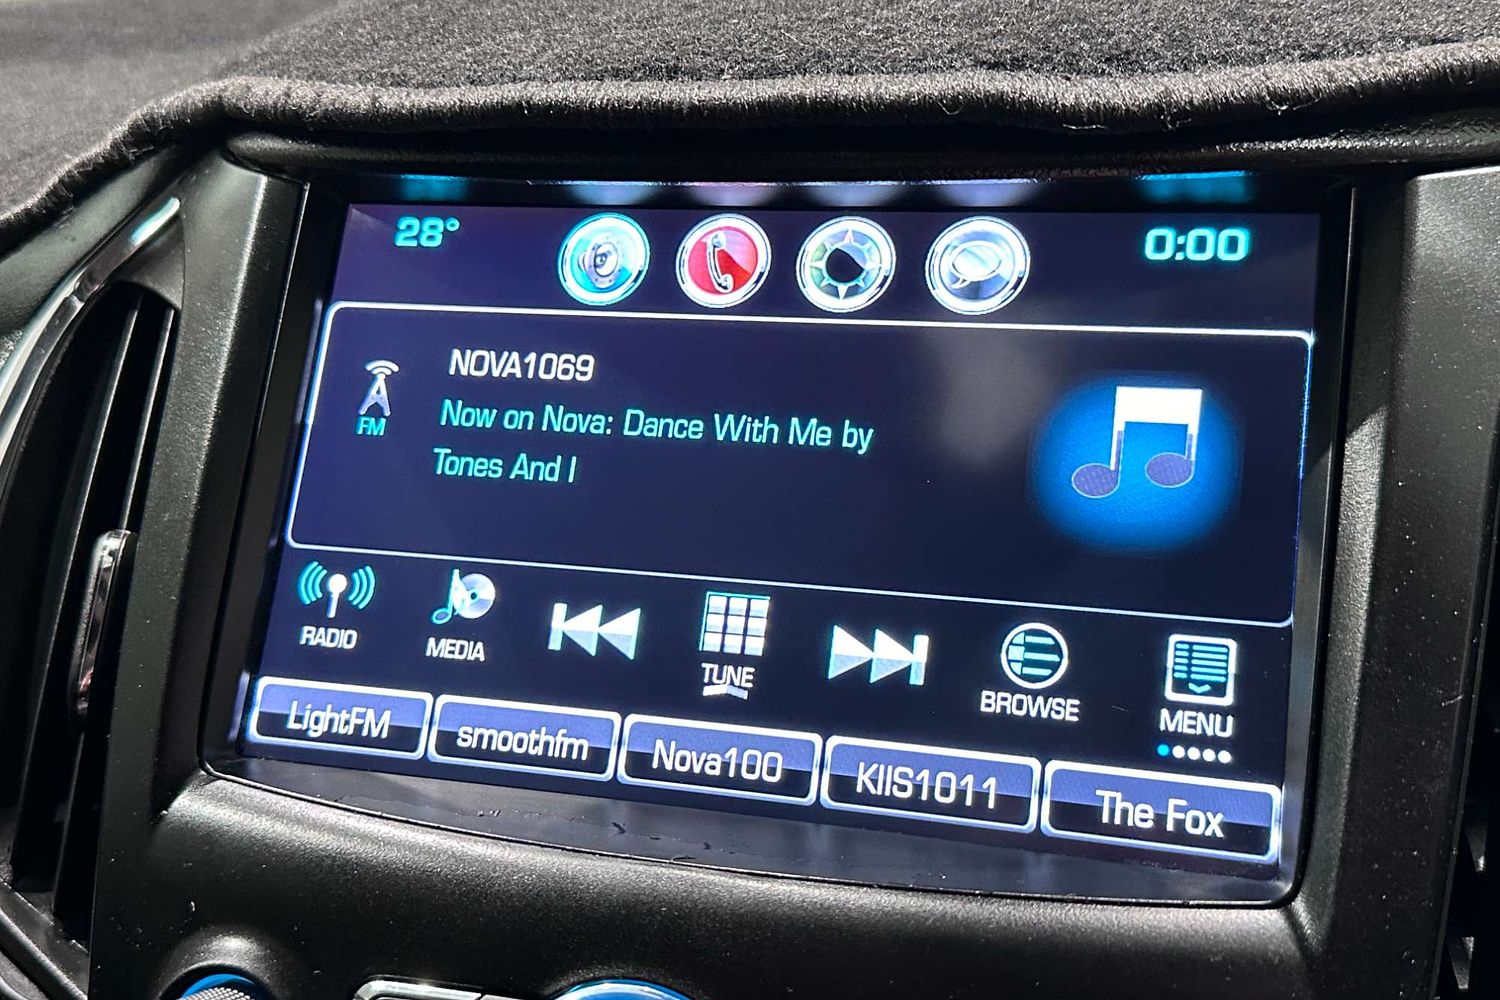 28°
0:00
NOVA1069
FM
Now on Nova: Dance With Me by
Tones And I
RADIO
MEDIA
TUNE
BROWSE
MENU
LightFM
smoothfm
Nova100
KIIS1011
The Fox